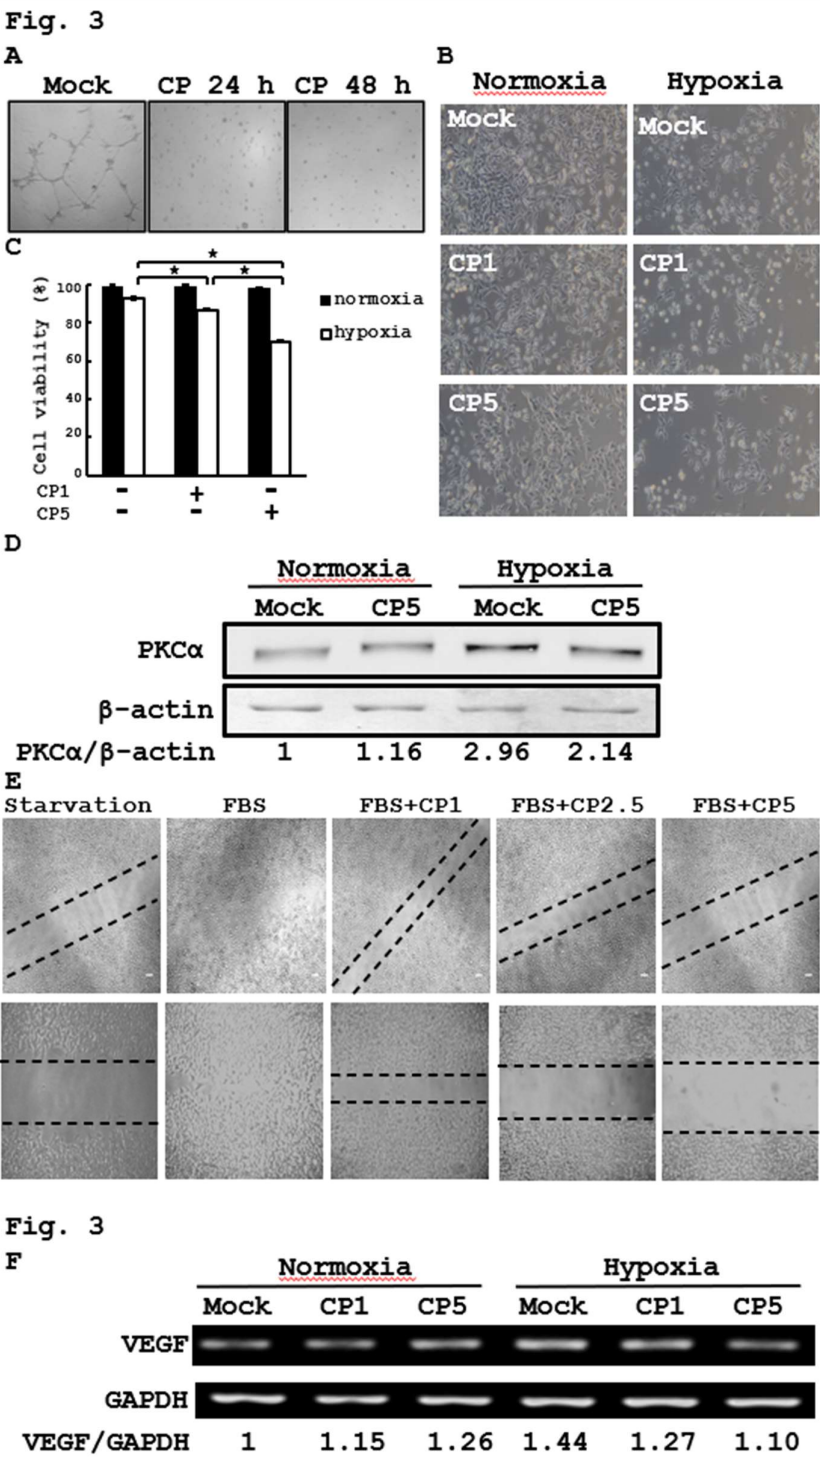 Fig. 3
A
Mock CP 24 h CP 48 h
B
Normoxia Hypoxia
Mock Mock
CP1 CP1
CP5 CP5
C
* 
* *
Cell viability (%)
100
80
60
40
20
0
normoxia
hypoxia
CP1 - + -
CP5 - - +
D
Normoxia Hypoxia
Mock CP5 Mock CP5
PKCα
β-actin
PKCα/β-actin 1 1.16 2.96 2.14
E
Starvation FBS FBS+CP1 FBS+CP2.5 FBS+CP5
Fig. 3
F
Normoxia Hypoxia
Mock CP1 CP5 Mock CP1 CP5
VEGF
GAPDH
VEGF/GAPDH 1 1.15 1.26 1.44 1.27 1.10